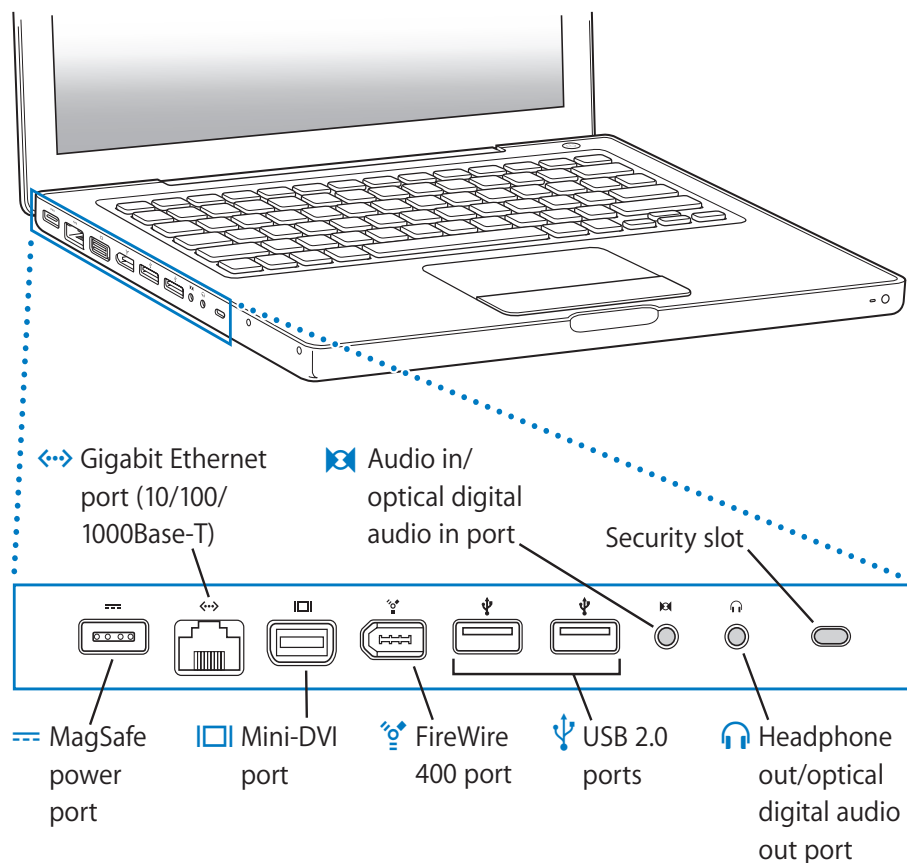 Gigabit Ethernet
port (10/100/
1000Base-T)
Audio in/
optical digital
audio in port
Security slot
MagSafe
power
port
Mini-DVI
port
FireWire
400 port
USB 2.0
ports
Headphone
out/optical
digital audio
out port